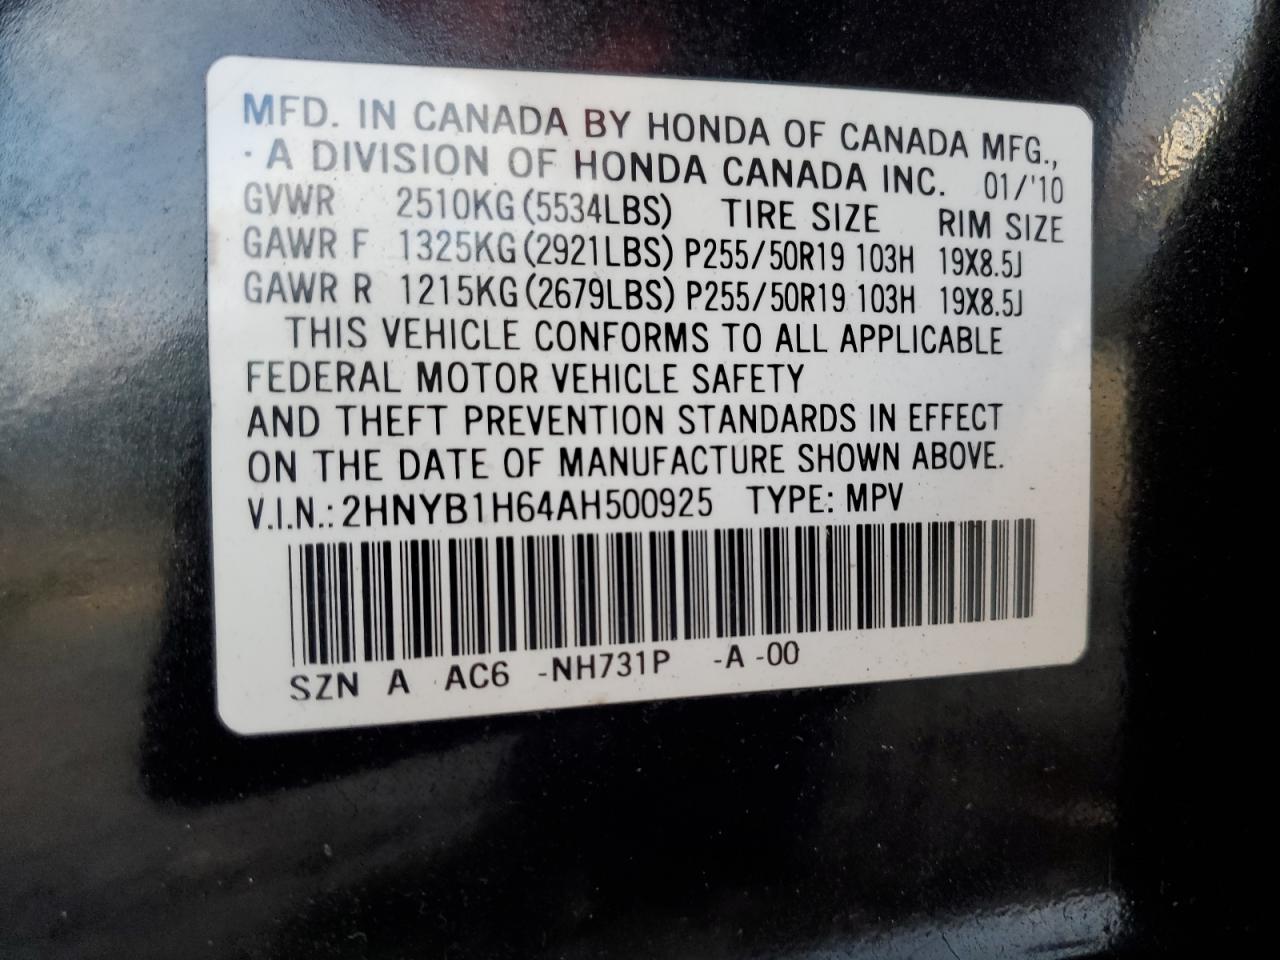 MFD. IN CANADA BY HONDA OF CANADA MFG.,
· A DIVISION OF HONDA CANADA INC. 01/'10
GVWR 2510KG (5534LBS) TIRE SIZE RIM SIZE
GAWR F 1325KG (2921LBS) P255/50R19 103H 19X8.5J
GAWR R 1215KG (2679LBS) P255/50R19 103H 19X8.5J
THIS VEHICLE CONFORMS TO ALL APPLICABLE
FEDERAL MOTOR VEHICLE SAFETY
AND THEFT PREVENTION STANDARDS IN EFFECT
ON THE DATE OF MANUFACTURE SHOWN ABOVE.
V.I.N.: 2HNYB1H64AH500925 TYPE: MPV
SZN A AC6 -NH731P -A -00